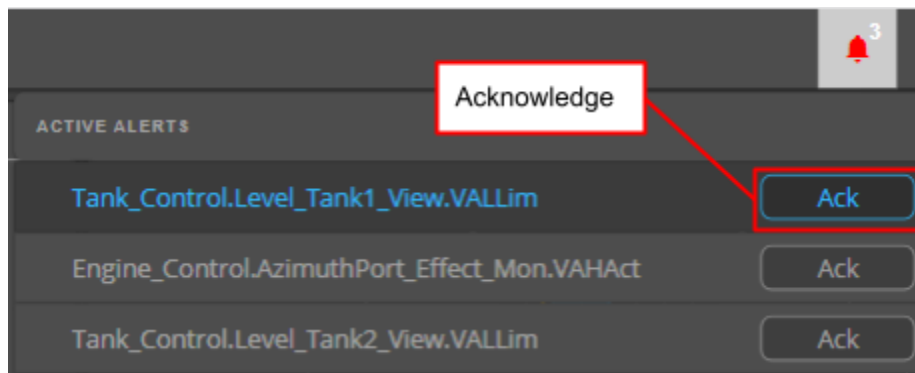 3
Acknowledge
ACTIVE ALERTS
Tank_Control.Level_Tank1_View.VALLim Ack
Engine_Control.AzimuthPort_Effect_Mon.VAHAct Ack
Tank_Control.Level_Tank2_View.VALLim Ack